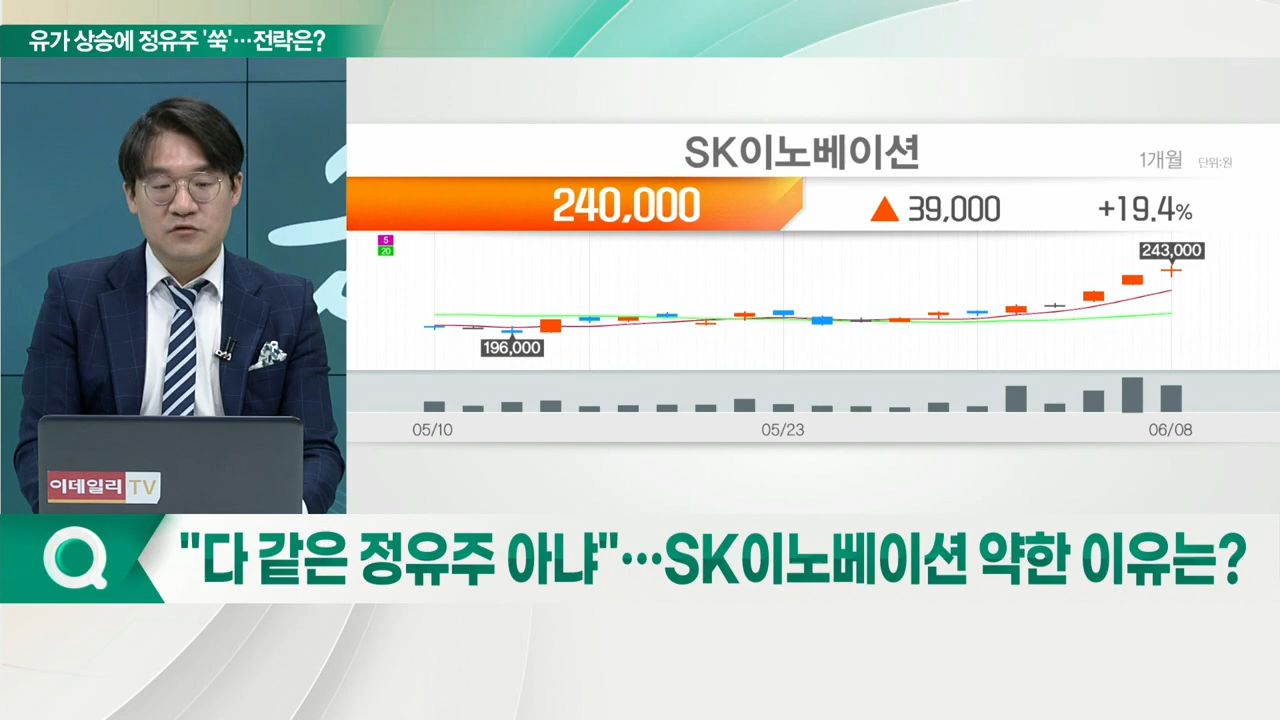 유가 상승에 정유주 '쑥'…전략은?
SK이노베이션
1개월 단위:원
240,000 ▲ 39,000 +19.4%
5
20
243,000
196,000
05/10 05/23 06/08
이데일리 TV
"다 같은 정유주 아냐"…SK이노베이션 약한 이유는?